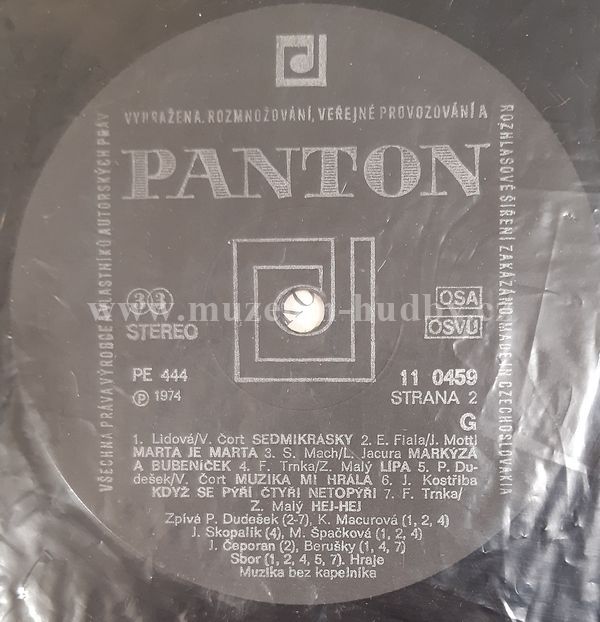 VYHRAŽENA. ROZMNOŽOVÁNÍ, VEŘEJNÉ PROVOZOVÁNÍ A
ROZHLASOVÉ ŠÍŘENÍ ZAKÁZÁNO. MADE IN CZECHOSLOVAKIA
VŠECHNA PRÁVA VÝROBCE A VLASTNÍKŮ AUTORSKÝCH PRÁV
PANTON
www.muzeum-hudby.cz
33
STEREO
OSA
OSVU
PE 444
℗ 1974
11 0459
STRANA 2
G
1. Lidová/V. Čort SEDMIKRÁSKY 2. E. Fiala/J. Mottl
MARTA JE MARTA 3. S. Mach/L. Jacura MARKÝZA
A BUBENÍČEK 4. F. Trnka/Z. Malý LÍPA 5. P. Du-
dešek/V. Čort MUZIKA MI HRÁLA 6. J. Kostřiba
KDYŽ SE PÝŘÍ ČTYŘI NETOPÝŘI 7. F. Trnka/
Z. Malý HEJ-HEJ
Zpívá P. Dudešek (2-7), K. Macurová (1, 2, 4)
J. Skopalík (4), M. Špačková (1, 2, 4)
J. Čeporan (2), Berušky (1, 4, 7)
Sbor (1, 2, 4, 5, 7). Hraje
Muzika bez kapelníka